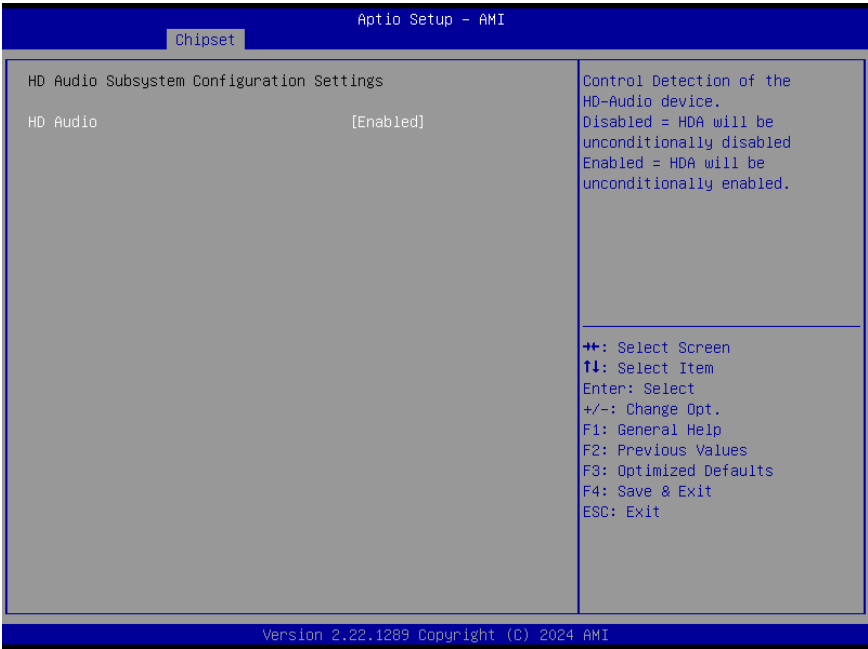 Aptio Setup – AMI
Chipset
HD Audio Subsystem Configuration Settings
HD Audio [Enabled]
Control Detection of the
HD-Audio device.
Disabled = HDA will be
unconditionally disabled
Enabled = HDA will be
unconditionally enabled.
→←: Select Screen
↑↓: Select Item
Enter: Select
+/-: Change Opt.
F1: General Help
F2: Previous Values
F3: Optimized Defaults
F4: Save & Exit
ESC: Exit
Version 2.22.1289 Copyright (C) 2024 AMI